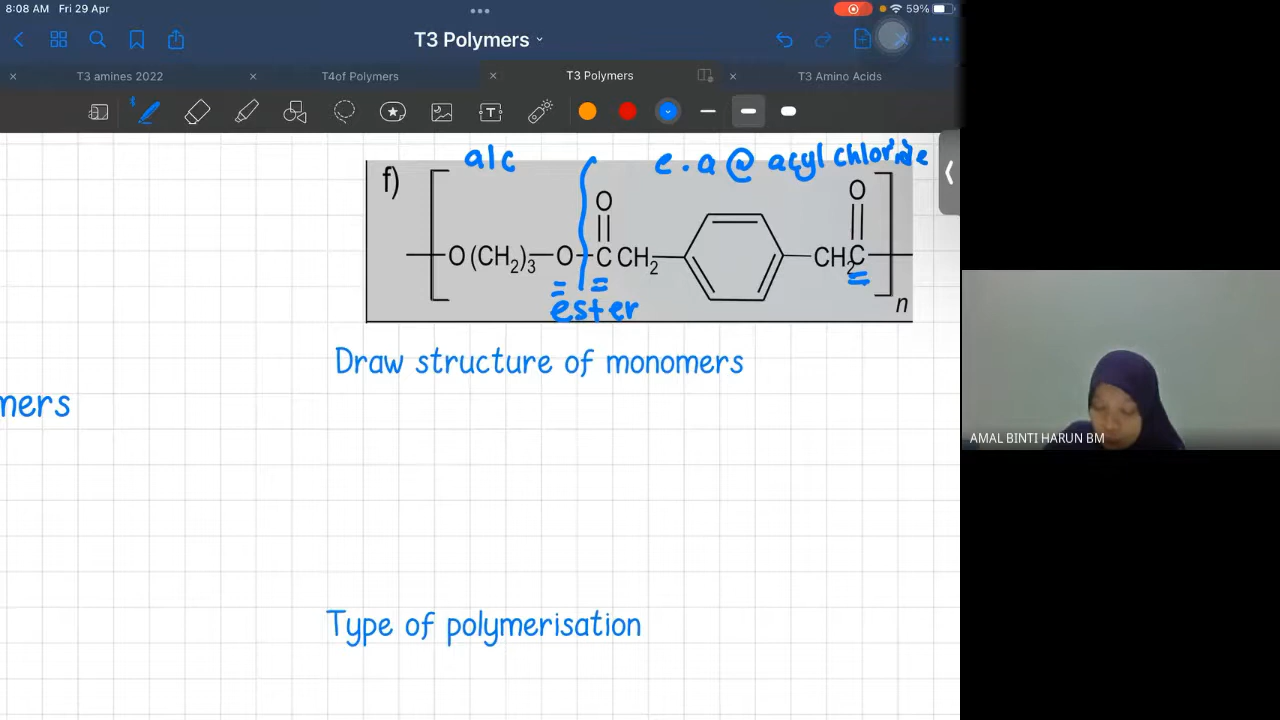 8:08 AM Fri 29 Apr
59%
T3 Polymers
T3 amines 2022
T4of Polymers
T3 Polymers
T3 Amino Acids
alc
c.a @ acyl chloride
f)
O
O
O(CH2)3
O
C
CH2
CH2
C
n
ester
Draw structure of monomers
mers
AMAL BINTI HARUN BM
Type of polymerisation